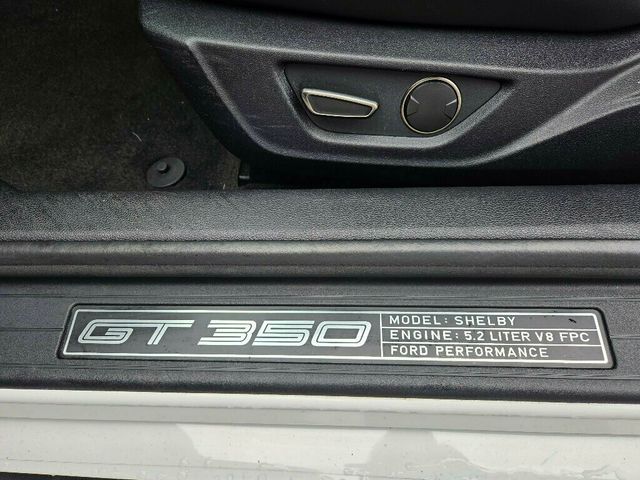 GT 350
MODEL: SHELBY
ENGINE: 5.2 LITER V8 FPC
FORD PERFORMANCE